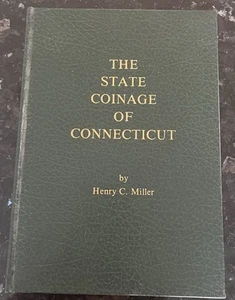 THE
STATE
COINAGE
OF
CONNECTICUT
by
Henry C. Miller